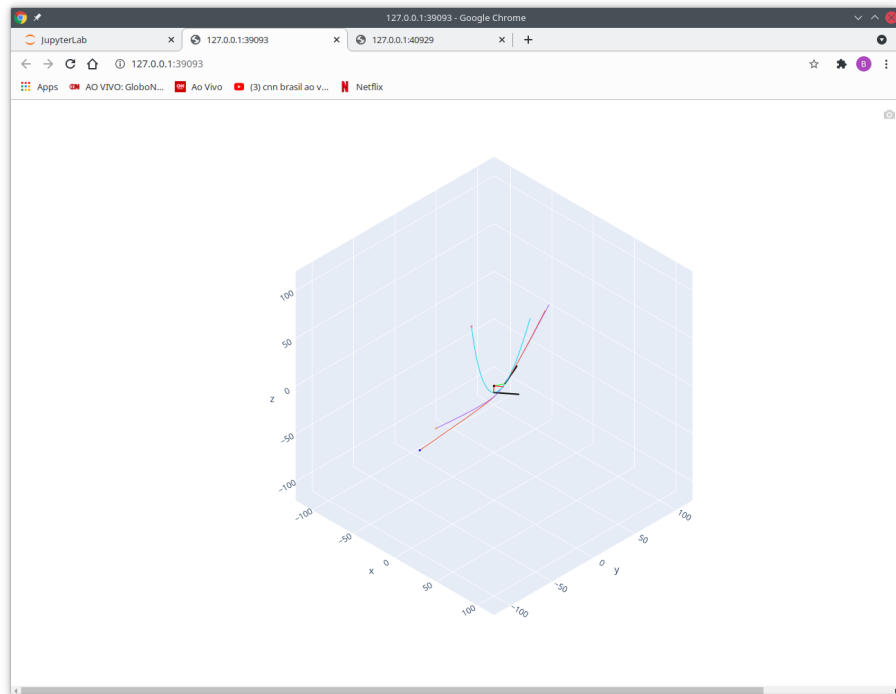 127.0.0.1:39093 - Google Chrome
JupyterLab 127.0.0.1:39093 127.0.0.1:40929
127.0.0.1:39093 B
Apps AO VIVO: GloboN... Ao Vivo (3) cnn brasil ao v... Netflix
100
50
0
z
−50
−100
−100
−50
0
x
50
100
100
50
0
y
−50
−100